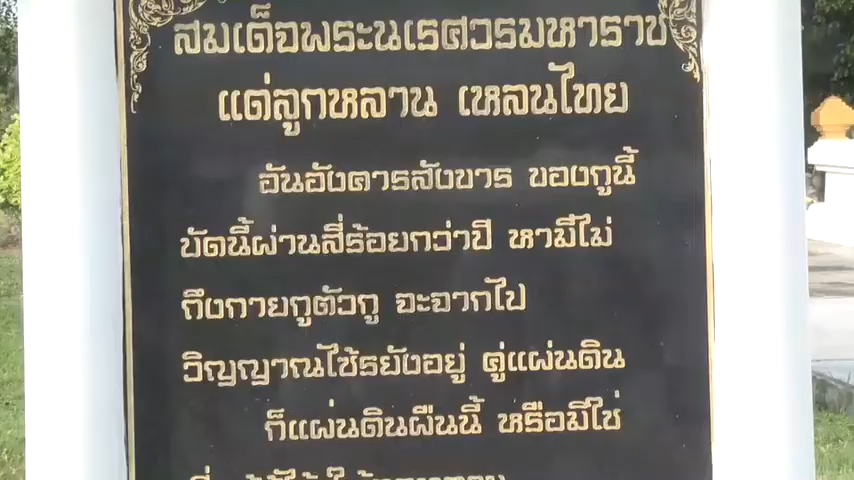 สมเด็จพระนเรศวรมหาราช
แด่ลูกหลาน เหลนไทย
อันอังคารสังขาร ของกูนี้
บัดนี้ผ่านสี่ร้อยกว่าปี หามีไม่
ถึงกายกูตัวกู จะจากไป
วิญญาณใช้รยังอยู่ คู่แผ่นดิน
ก็แผ่นดินผืนนี้ หรือมิใช่